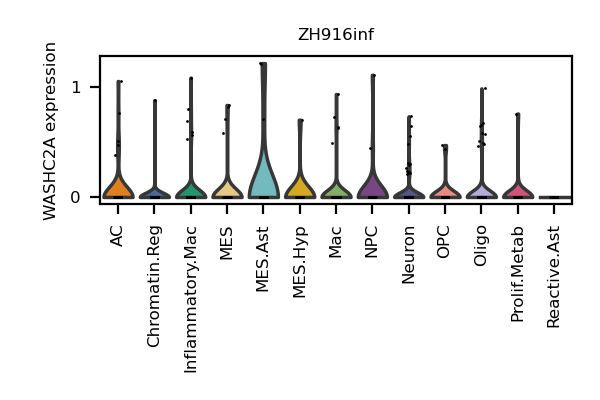 ZH916inf
WASHC2A expression
1
0
AC
Chromatin.Reg
Inflammatory.Mac
MES
MES.Ast
MES.Hyp
Mac
NPC
Neuron
OPC
Oligo
Prolif.Metab
Reactive.Ast